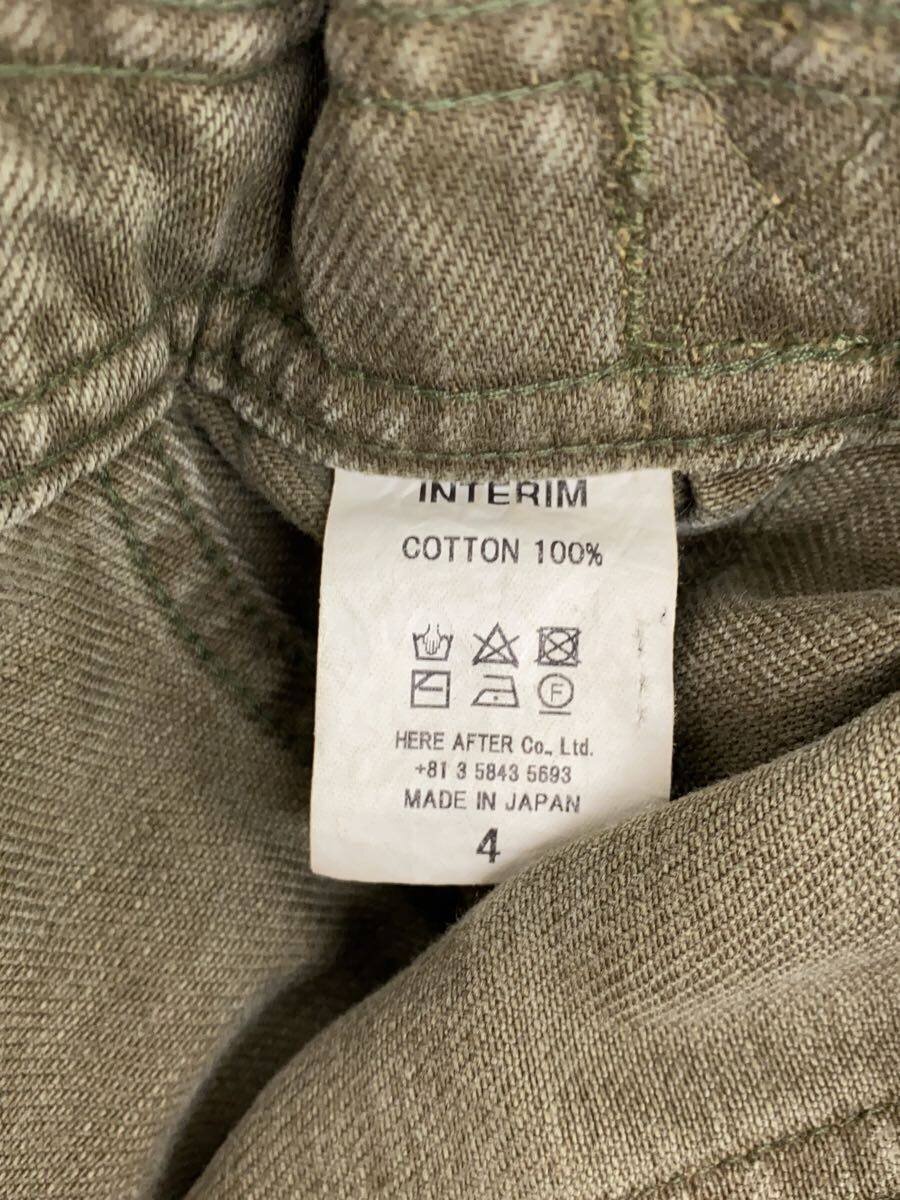 INTERIM
COTTON 100%
F
HERE AFTER Co., Ltd.
+81 3 5843 5693
MADE IN JAPAN
4